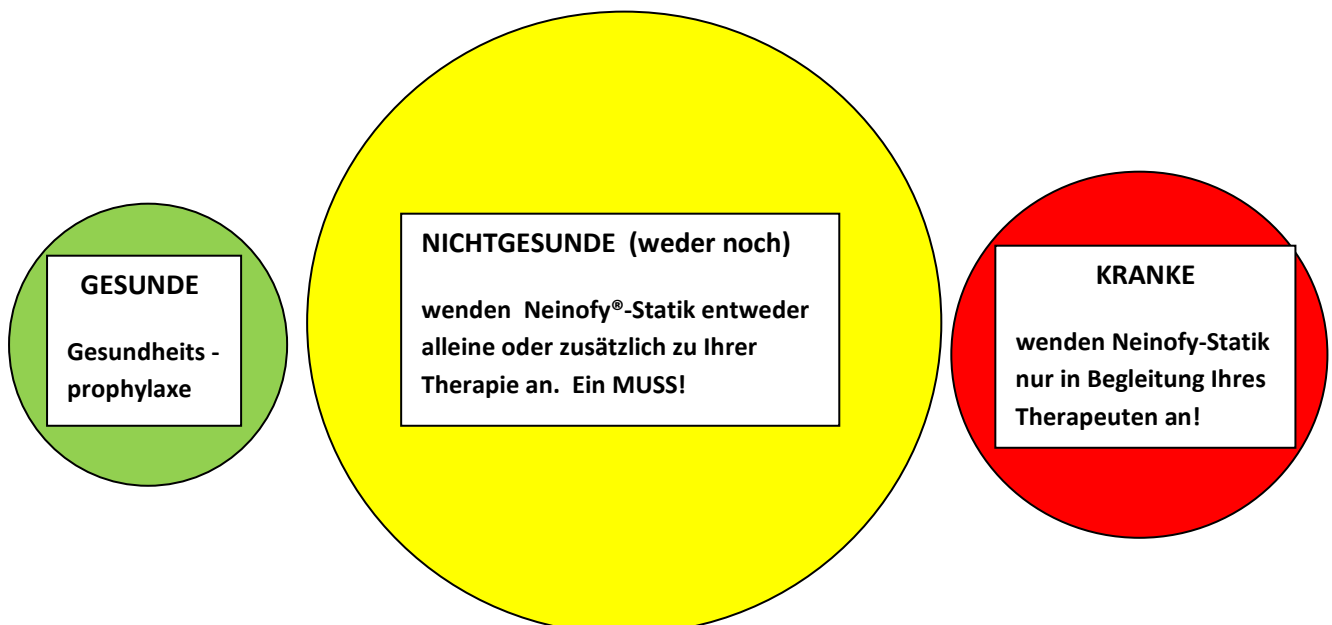 GESUNDE
Gesundheits -
prophylaxe
NICHTGESUNDE (weder noch)
wenden Neinofy®-Statik entweder
alleine oder zusätzlich zu Ihrer
Therapie an. Ein MUSS!
KRANKE
wenden Neinofy-Statik
nur in Begleitung Ihres
Therapeuten an!